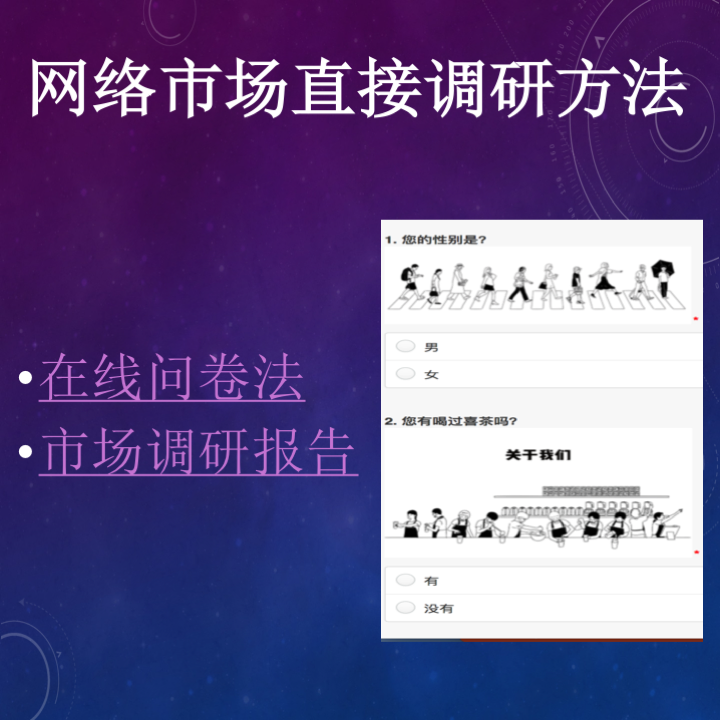 网络市场直接调研方法
•在线问卷法
•市场调研报告
1. 您的性别是?
*
男
女
2. 您有喝过喜茶吗?
关于我们
*
有
没有